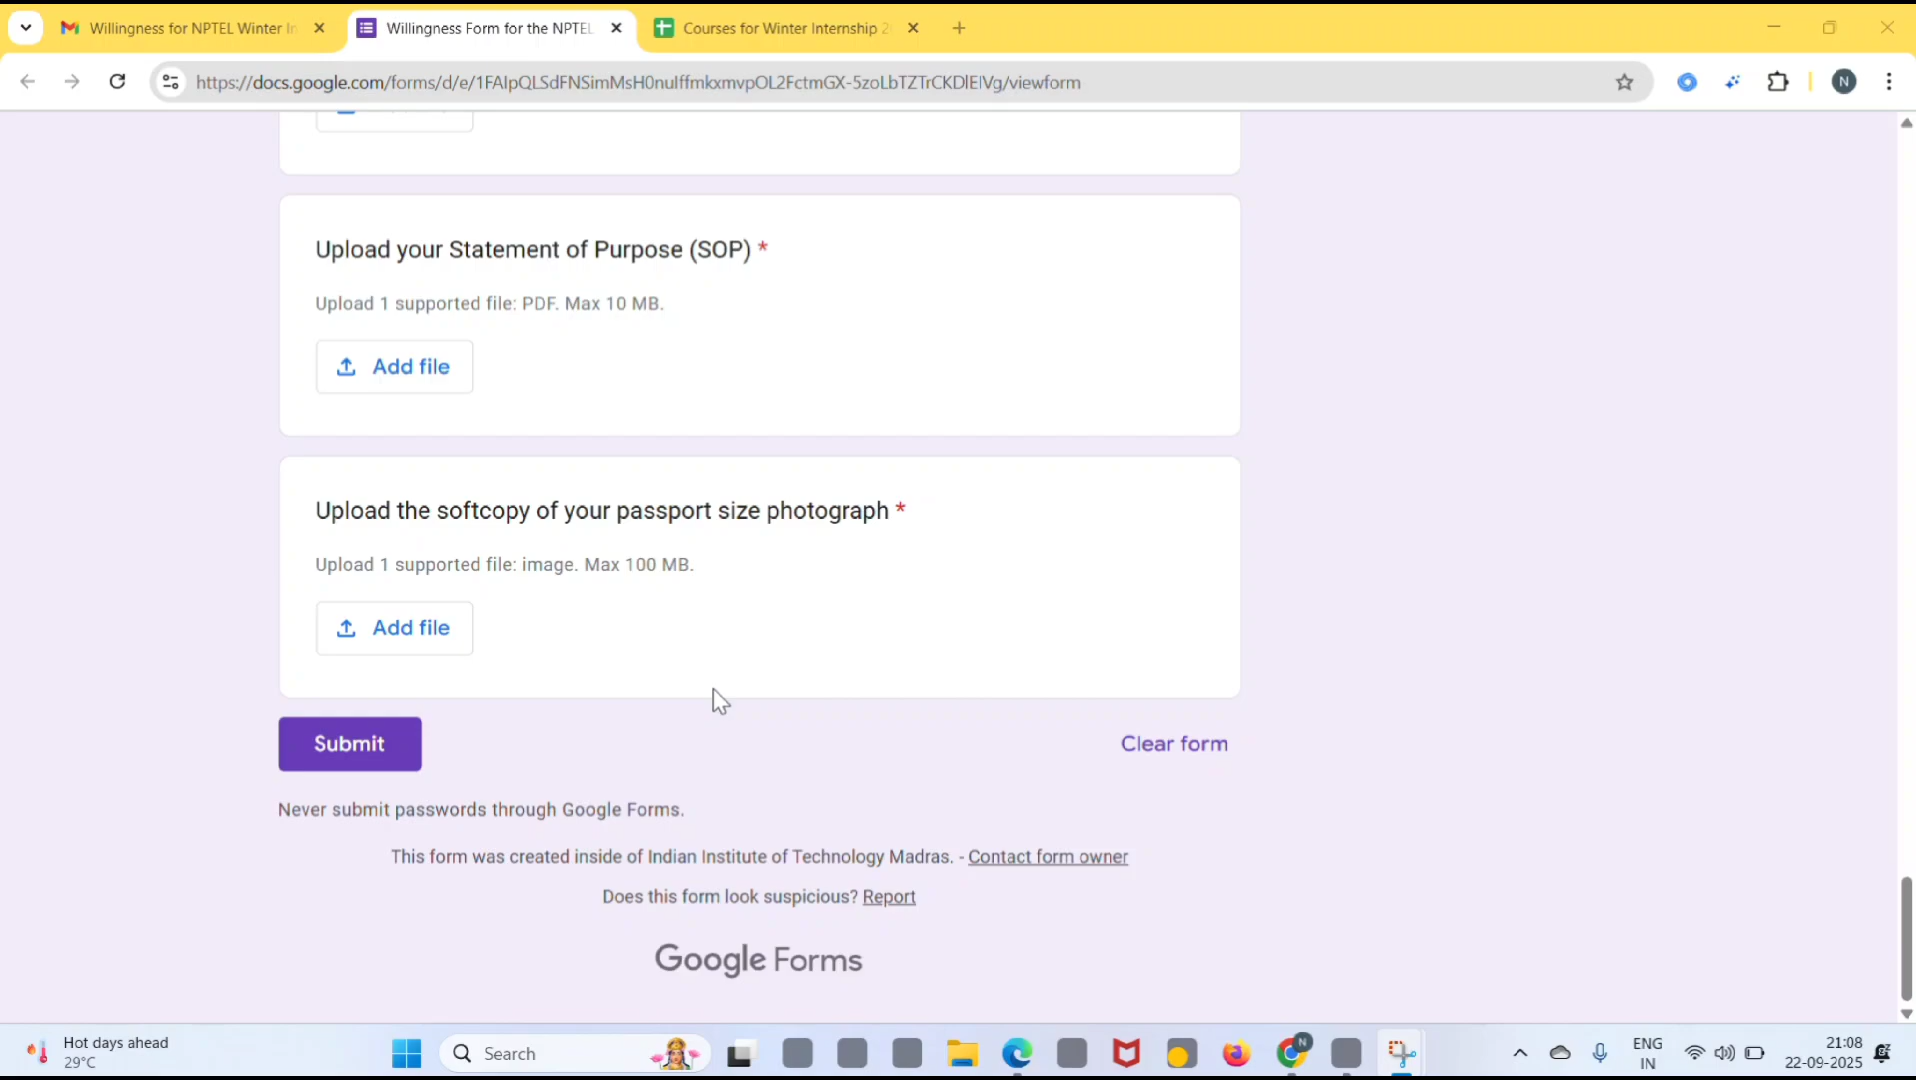 Willingness for NPTEL Winter In
Willingness Form for the NPTEL
Courses for Winter Internship 2
https://docs.google.com/forms/d/e/1FAIpQLSdFNSimMsH0nuIffmkxmvpOL2FctmGX-5zoLbTZTrCKDlElVg/viewform
N
Upload your Statement of Purpose (SOP) *
Upload 1 supported file: PDF. Max 10 MB.
Add file
Upload the softcopy of your passport size photograph *
Upload 1 supported file: image. Max 100 MB.
Add file
Submit
Clear form
Never submit passwords through Google Forms.
This form was created inside of Indian Institute of Technology Madras. - Contact form owner
Does this form look suspicious? Report
Google Forms
Hot days ahead
29°C
Search
N
ENG
IN
21:08
22-09-2025